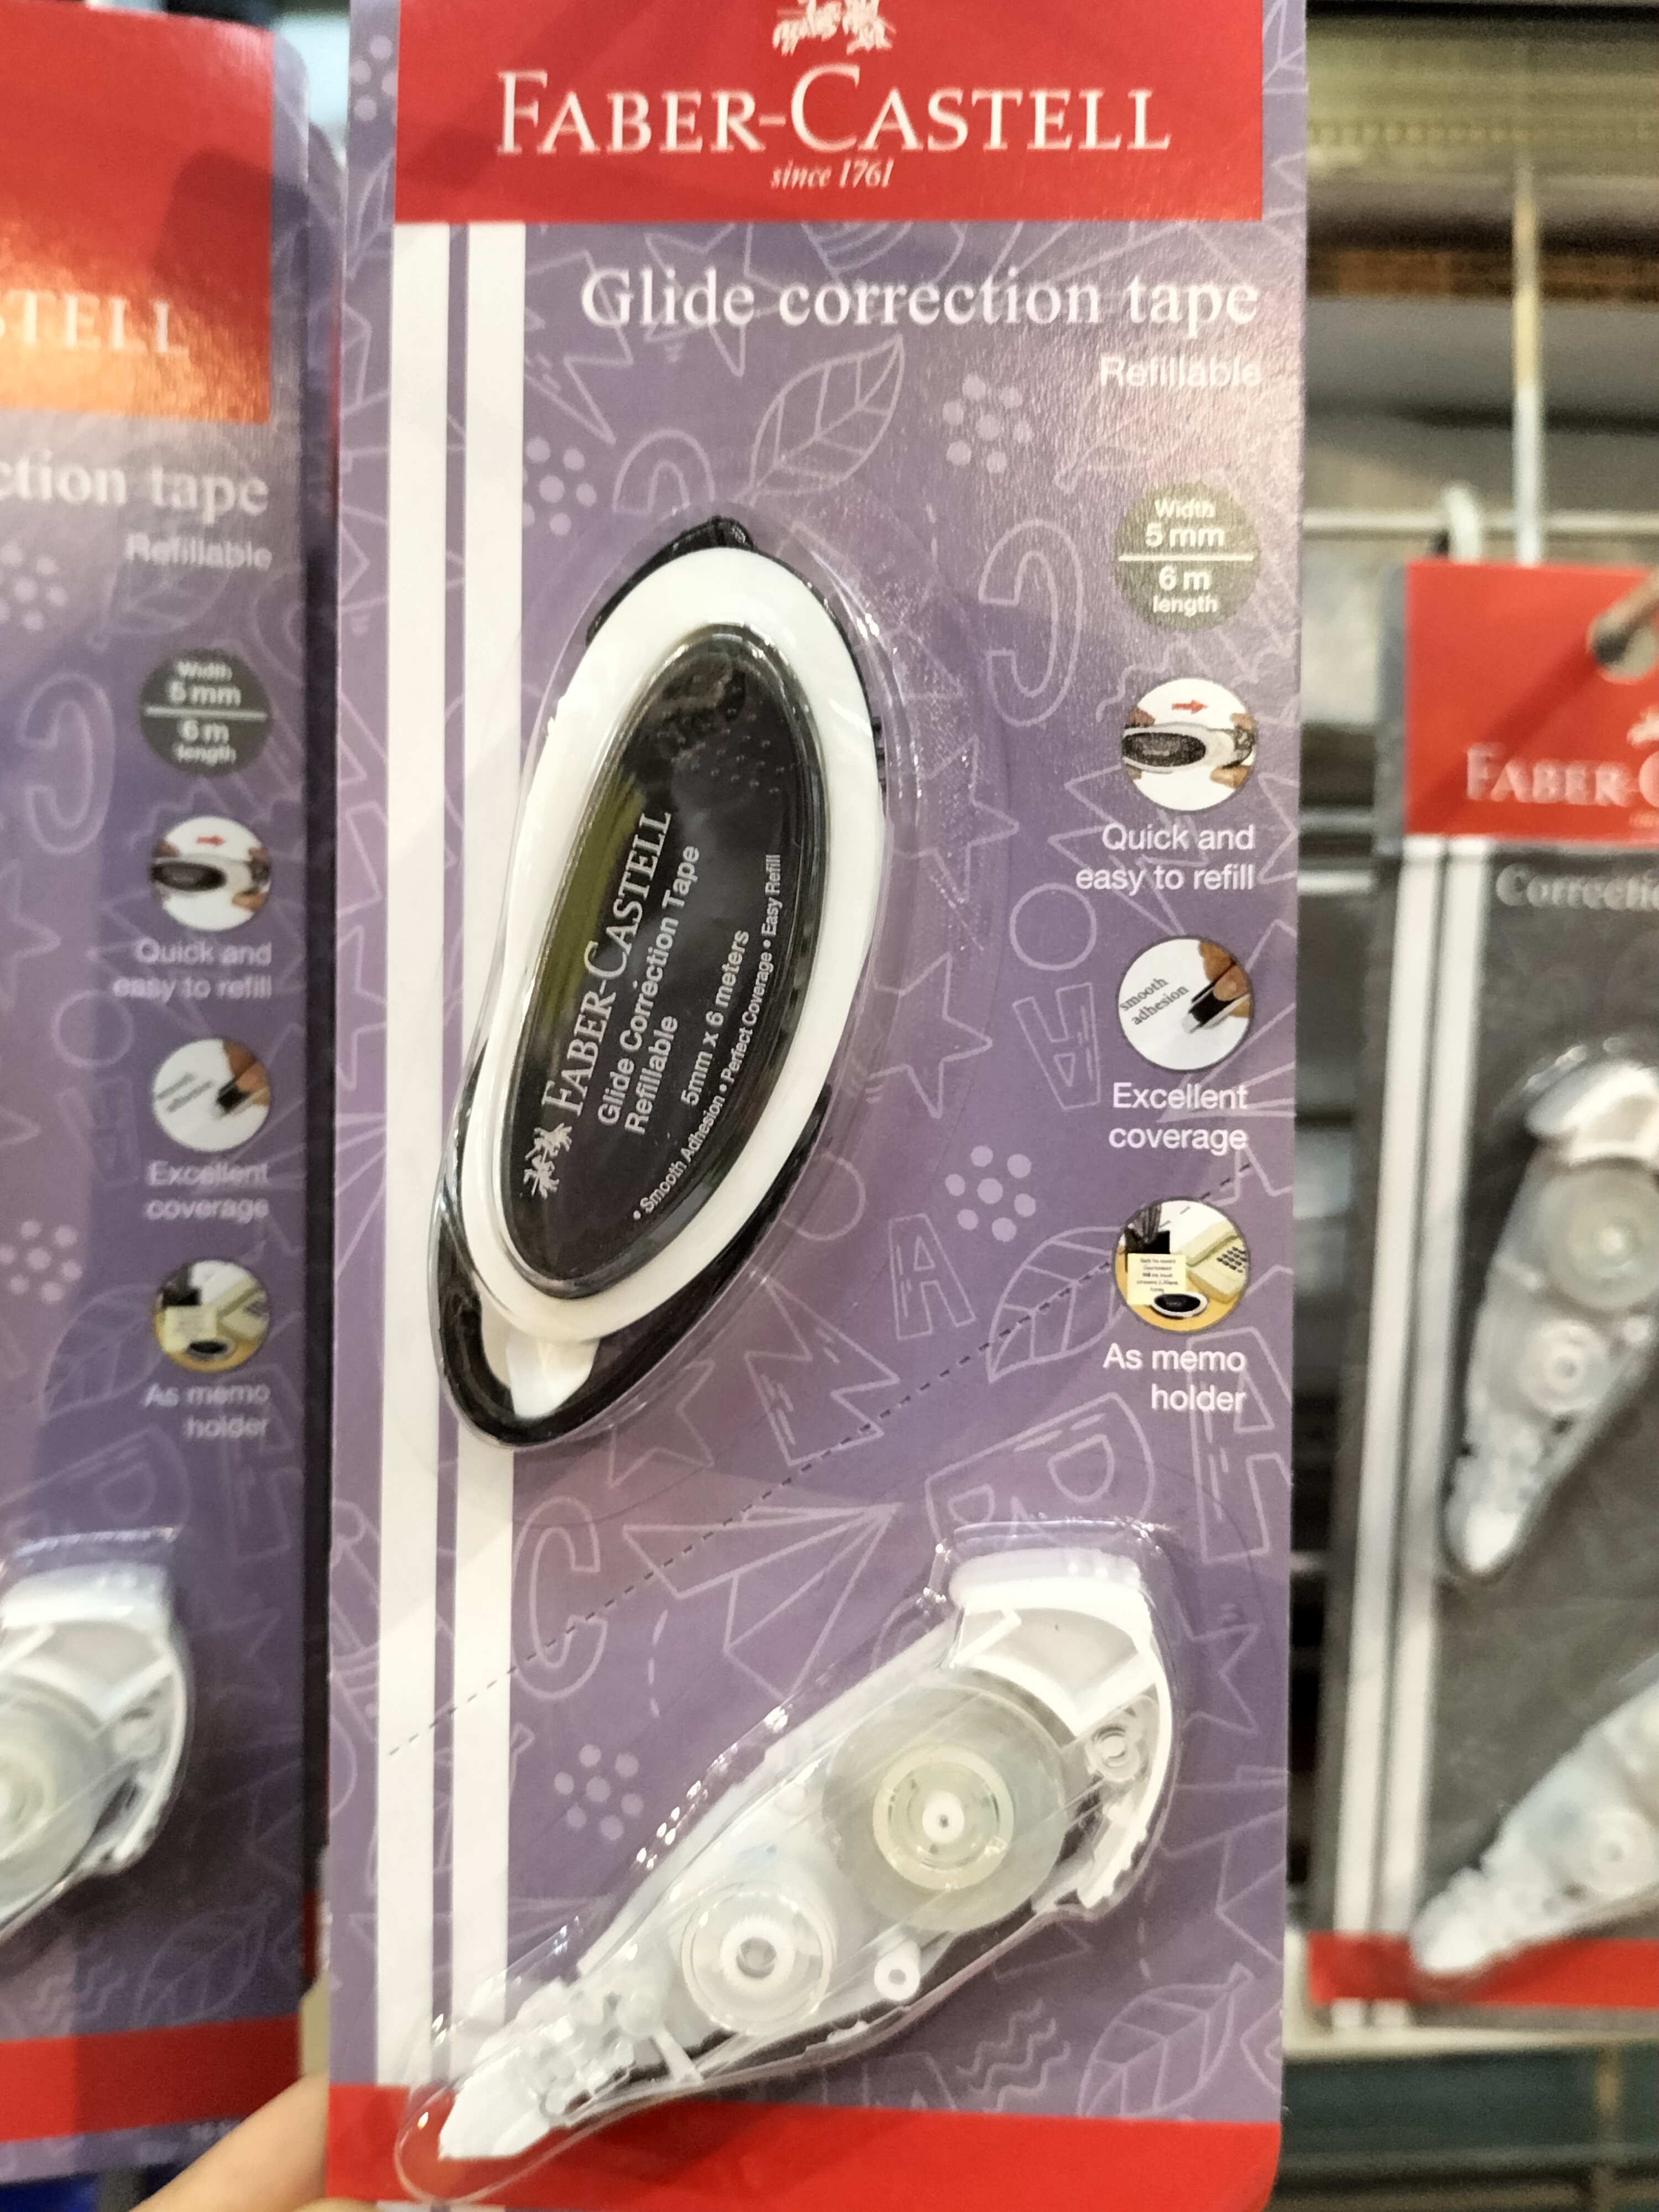 FABER-CASTELL
since 1761
Glide correction tape
Refillable
Width
5 mm
6 m
length
Quick and
easy to refill
smooth
adhesion
Excellent
coverage
As memo
holder
FABER-CASTELL
Glide Correction Tape
Refillable
5mm x 6 meters
• Smooth Adhesion • Perfect Coverage • Easy Refill
STELL
ction tape
Refillable
Width
5 mm
6 m
length
Quick and
easy to refill
Excellent
coverage
As memo
holder
FABER-C
Correctio